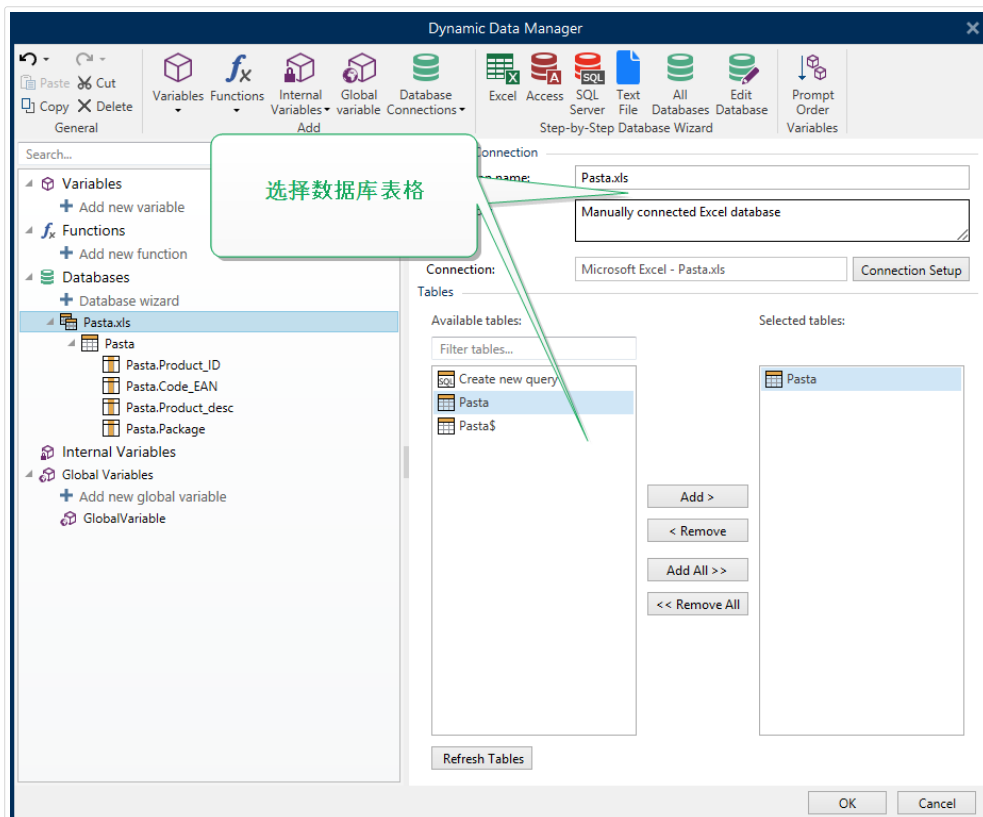 Dynamic Data Manager
Paste Cut
Copy Delete
General
Variables Functions Internal Variables Global variable Database Connections
Add
Excel Access SQL Server Text File All Databases Edit Database
Step-by-Step Database Wizard
Prompt Order
Variables
Search...
Variables
Add new variable
Functions
Add new function
Databases
Database wizard
Pasta.xls
Pasta
Pasta.Product_ID
Pasta.Code_EAN
Pasta.Product_desc
Pasta.Package
Internal Variables
Global Variables
Add new global variable
GlobalVariable
选择数据库表格
Connection
name:
Pasta.xls
Manually connected Excel database
Connection:
Microsoft Excel - Pasta.xls
Connection Setup
Tables
Available tables:
Selected tables:
Filter tables...
SQL Create new query
Pasta
Pasta$
Pasta
Add >
< Remove
Add All >>
<< Remove All
Refresh Tables
OK
Cancel